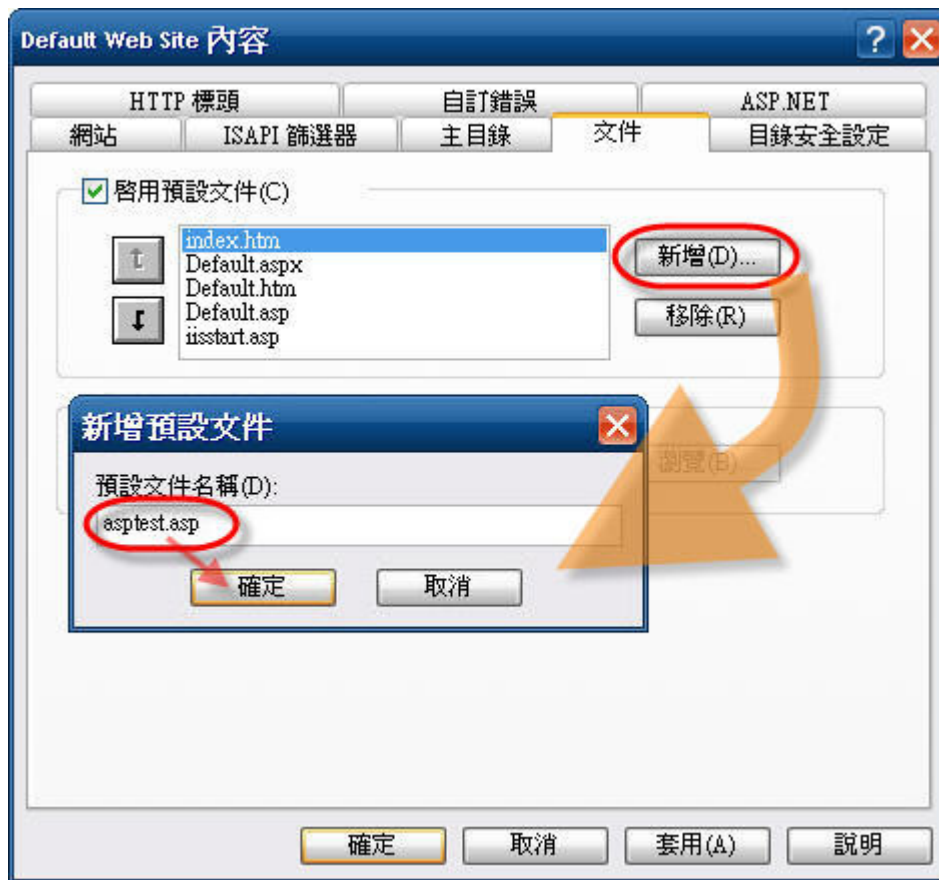 Default Web Site 內容
HTTP 標頭 自訂錯誤 ASP.NET
網站 ISAPI 篩選器 主目錄 文件 目錄安全設定
啓用預設文件(C)
index.htm
Default.aspx
Default.htm
Default.asp
iisstart.asp
新增(D)...
移除(R)
新增預設文件
預設文件名稱(D):
asptest.asp
確定 取消
瀏覽(B)...
確定 取消 套用(A) 說明